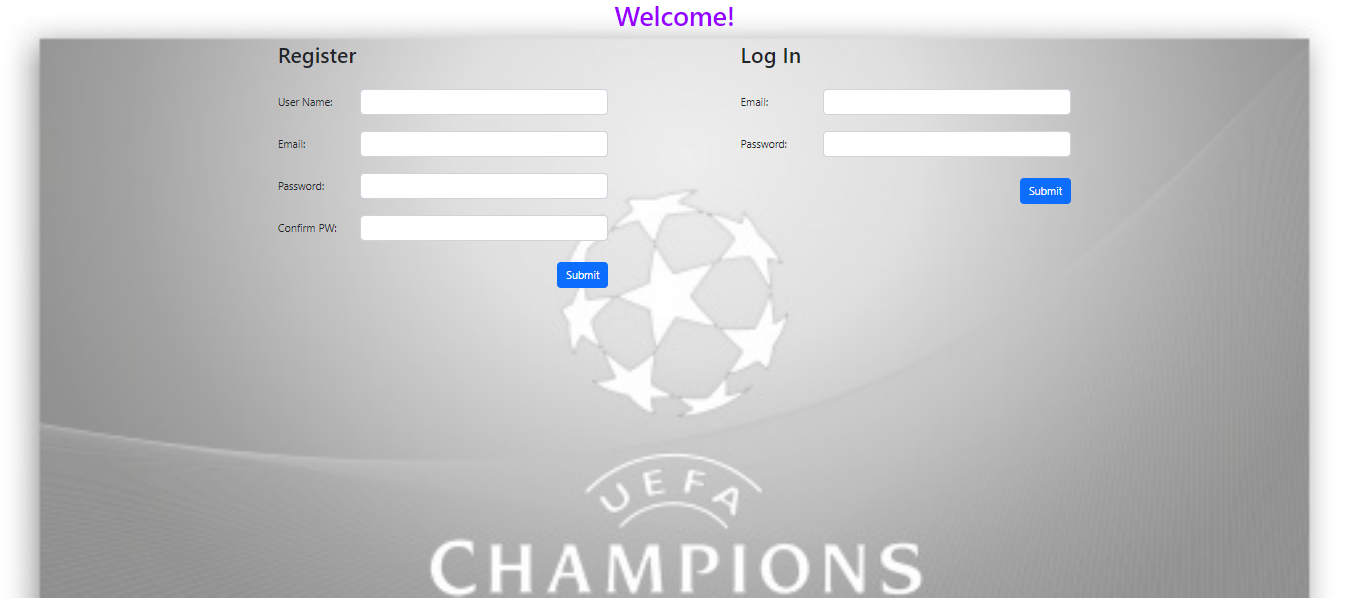 Welcome!
Register
User Name:
Email:
Password:
Confirm PW:
Submit
Log In
Email:
Password:
Submit
UEFA
CHAMPIONS